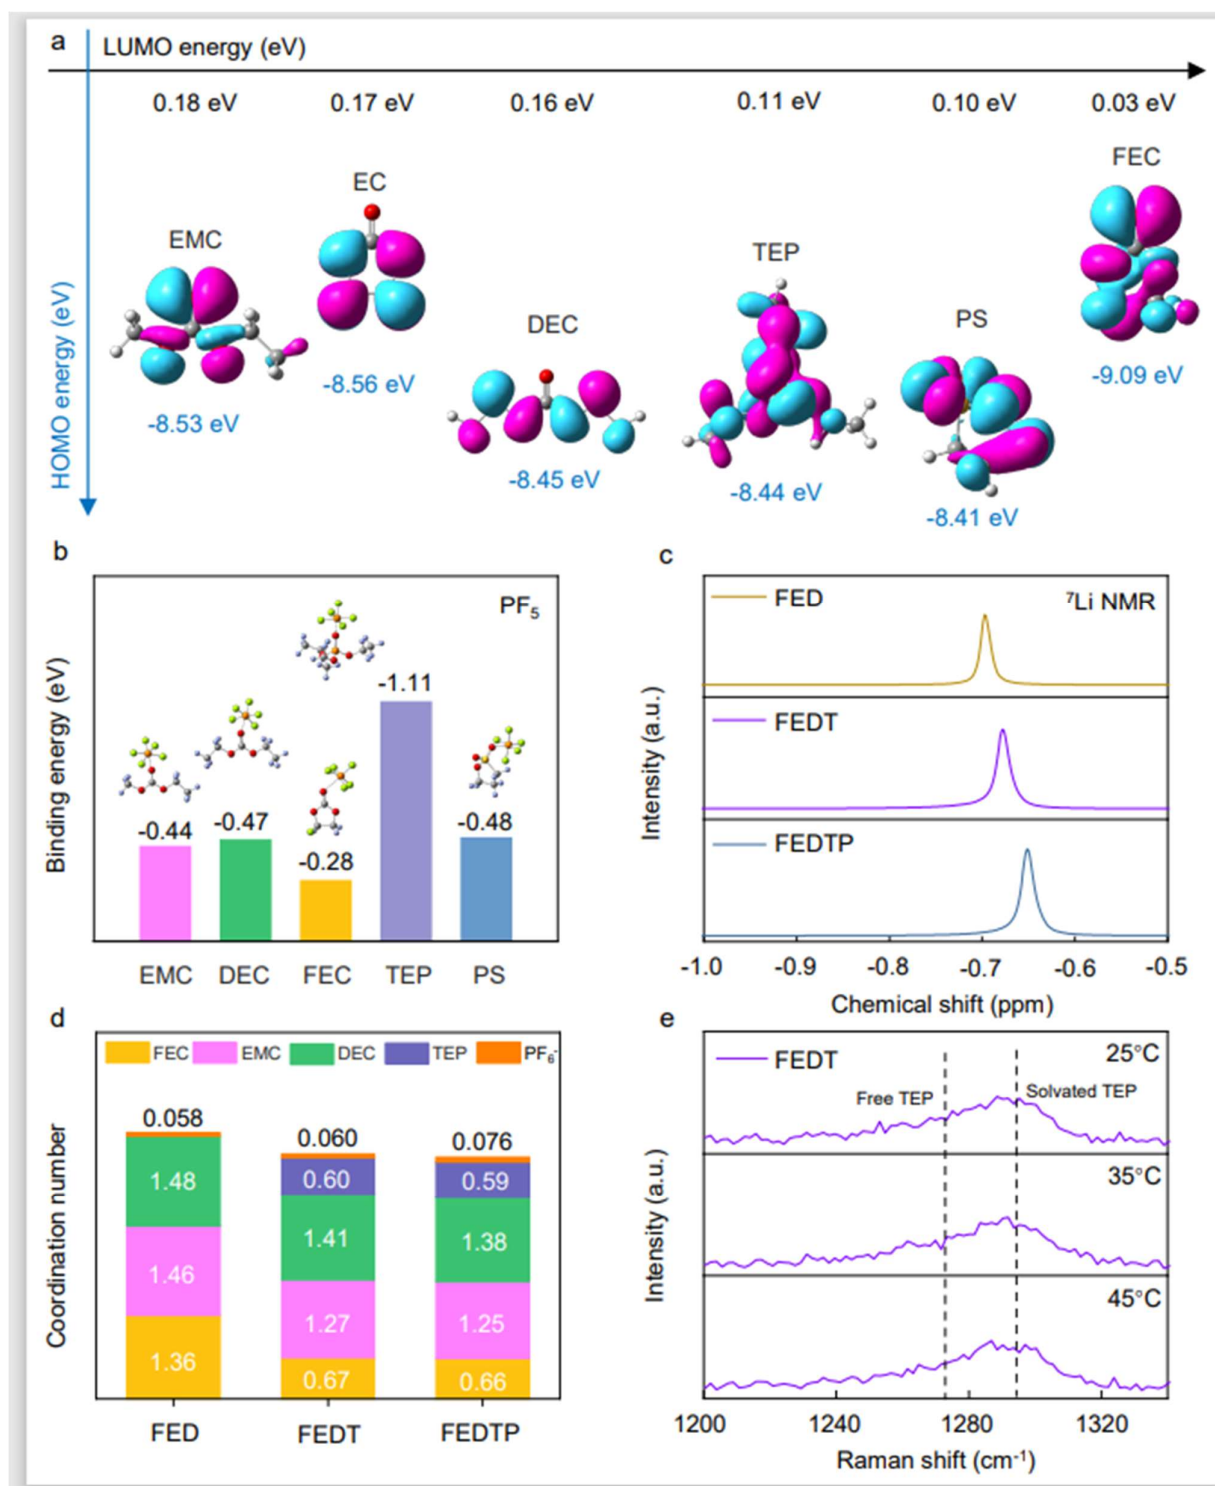 a
LUMO energy (eV)
0.18 eV 0.17 eV 0.16 eV 0.11 eV 0.10 eV 0.03 eV
HOMO energy (eV)
EMC
-8.53 eV
EC
-8.56 eV
DEC
-8.45 eV
TEP
-8.44 eV
PS
-8.41 eV
FEC
-9.09 eV
b
Binding energy (eV)
PF5
-0.44
-0.47
-0.28
-1.11
-0.48
EMC DEC FEC TEP PS
c
Intensity (a.u.)
FED
7Li NMR
FEDT
FEDTP
-1.0 -0.9 -0.8 -0.7 -0.6 -0.5
Chemical shift (ppm)
d
Coordination number
FEC EMC DEC TEP PF6-
0.058
1.48
1.46
1.36
0.060
0.60
1.41
1.27
0.67
0.076
0.59
1.38
1.25
0.66
FED FEDT FEDTP
e
Intensity (a.u.)
FEDT
25°C
Free TEP
Solvated TEP
35°C
45°C
1200 1240 1280 1320
Raman shift (cm-1)